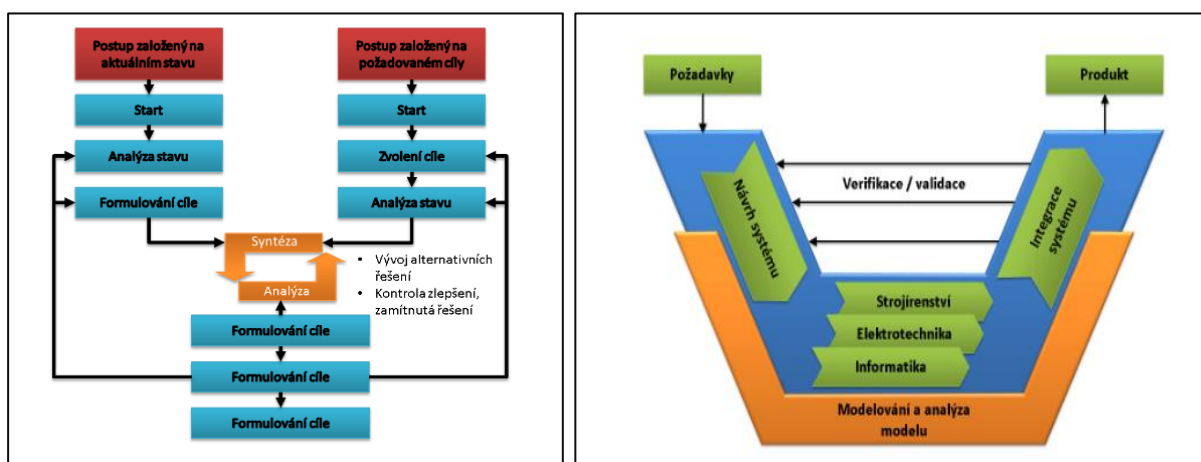 Postup založený na
aktuálním stavu
Postup založený na
požadovaném cíly
Start
Start
Analýza stavu
Zvolení cíle
Formulování cíle
Analýza stavu
Syntéza
Analýza
• Vývoj alternativních
řešení
• Kontrola zlepšení,
zamítnutá řešení
Formulování cíle
Formulování cíle
Formulování cíle
Požadavky
Produkt
Verifikace / validace
Návrh systému
Integrace
systému
Strojírenství
Elektrotechnika
Informatika
Modelování a analýza
modelu